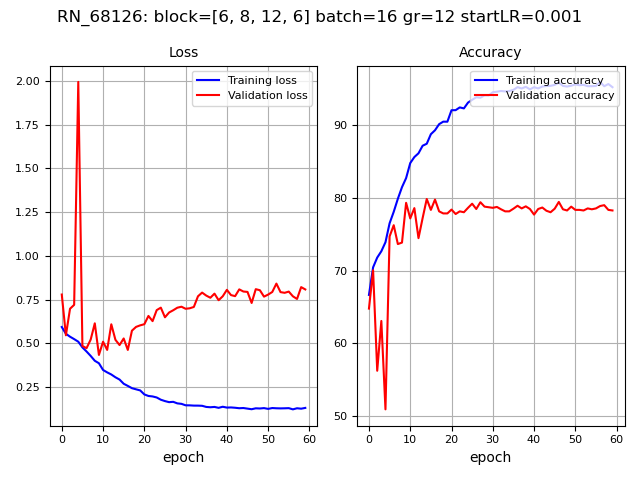 RN_68126: block=[6, 8, 12, 6] batch=16 gr=12 startLR=0.001
Loss
Accuracy
Training loss
Validation loss
Training accuracy
Validation accuracy
2.00
1.75
1.50
1.25
1.00
0.75
0.50
0.25
90
80
70
60
50
0 10 20 30 40 50 60
0 10 20 30 40 50 60
epoch
epoch